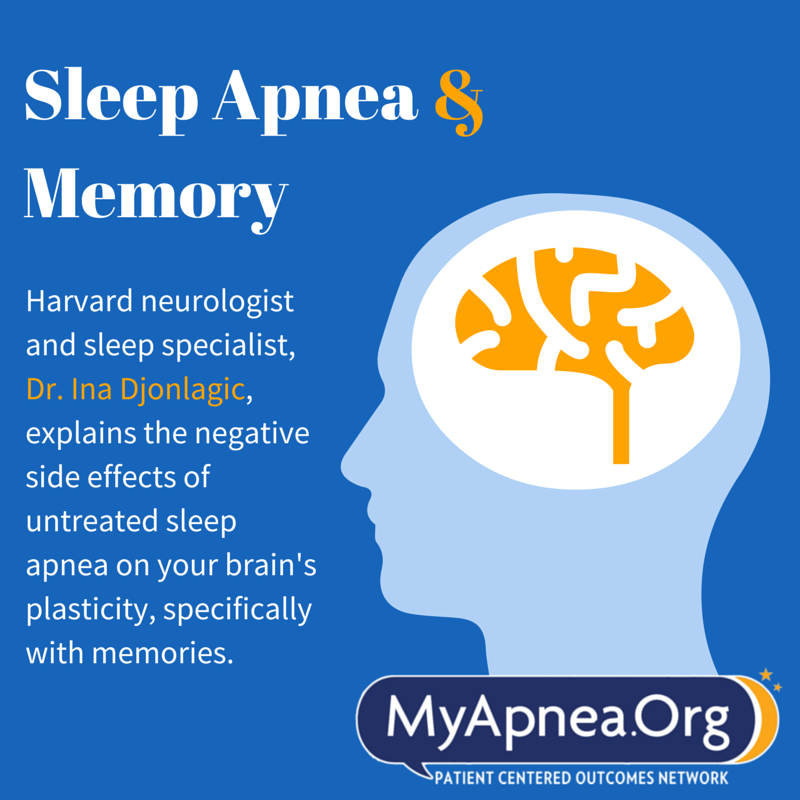 Sleep Apnea &
Memory
Harvard neurologist
and sleep specialist,
Dr. Ina Djonlagic,
explains the negative
side effects of
untreated sleep
apnea on your brain's
plasticity, specifically
with memories.
MyApnea.Org
PATIENT CENTERED OUTCOMES NETWORK